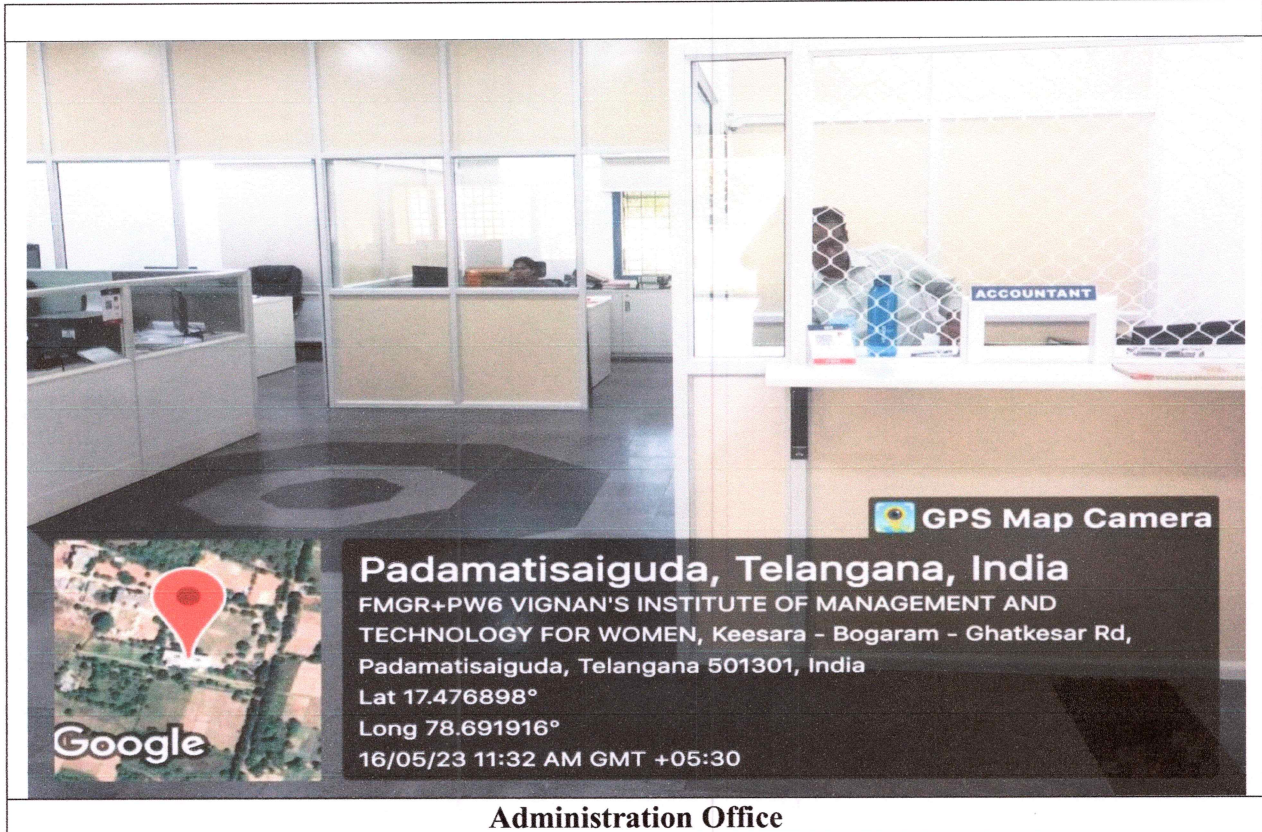 ACCOUNTANT
GPS Map Camera
Padamatisaiguda, Telangana, India
FMGR+PW6 VIGNAN'S INSTITUTE OF MANAGEMENT AND
TECHNOLOGY FOR WOMEN, Keesara - Bogaram - Ghatkesar Rd,
Padamatisaiguda, Telangana 501301, India
Lat 17.476898°
Long 78.691916°
16/05/23 11:32 AM GMT +05:30
Google
Administration Office